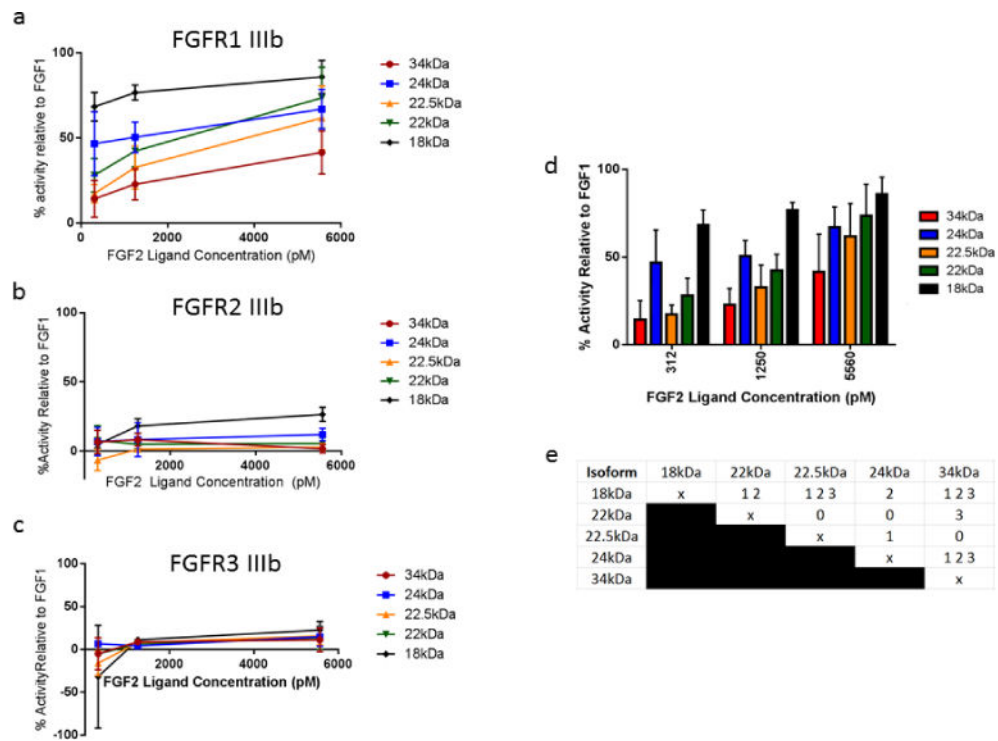 a
FGFR1 IIIb
% activity relative to FGF1
100
50
0
0
2000
4000
6000
FGF2 Ligand Concentration (pM)
34kDa
24kDa
22.5kDa
22kDa
18kDa
b
FGFR2 IIIb
%Activity Relative to FGF1
100
50
0
2000
4000
6000
FGF2 Ligand Concentration (pM)
34kDa
24kDa
22.5kDa
22kDa
18kDa
c
FGFR3 IIIb
% ActivityRelative to FGF1
100
50
0
-50
-100
2000
4000
6000
FGF2 Ligand Concentration (pM)
34kDa
24kDa
22.5kDa
22kDa
18kDa
d
% Activity Relative to FGF1
100
50
0
312
1250
5560
FGF2 Ligand Concentration (pM)
34kDa
24kDa
22.5kDa
22kDa
18kDa
e
Isoform 18kDa 22kDa 22.5kDa 24kDa 34kDa
18kDa x 1 2 1 2 3 2 1 2 3
22kDa x 0 0 3
22.5kDa x 1 0
24kDa x 1 2 3
34kDa x